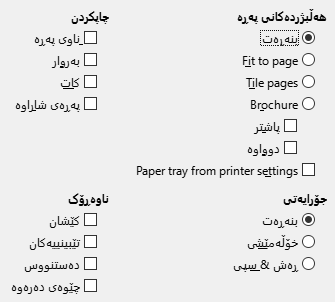 هەڵبژردەکانی پەڕە
بنەڕەت
Fit to page
Tile pages
Brochure
پاشتر
دوواوە
Paper tray from printer settings
چاپکردن
ناوی پەڕە
بەروار
کات
پەڕەی شاراوە
جۆرایەتی
بنەڕەت
خۆڵەمێشی
ڕەش & سپی
ناوەڕۆک
کێشان
تێبینییەکان
دەستنووس
چێوەی دەرەوە